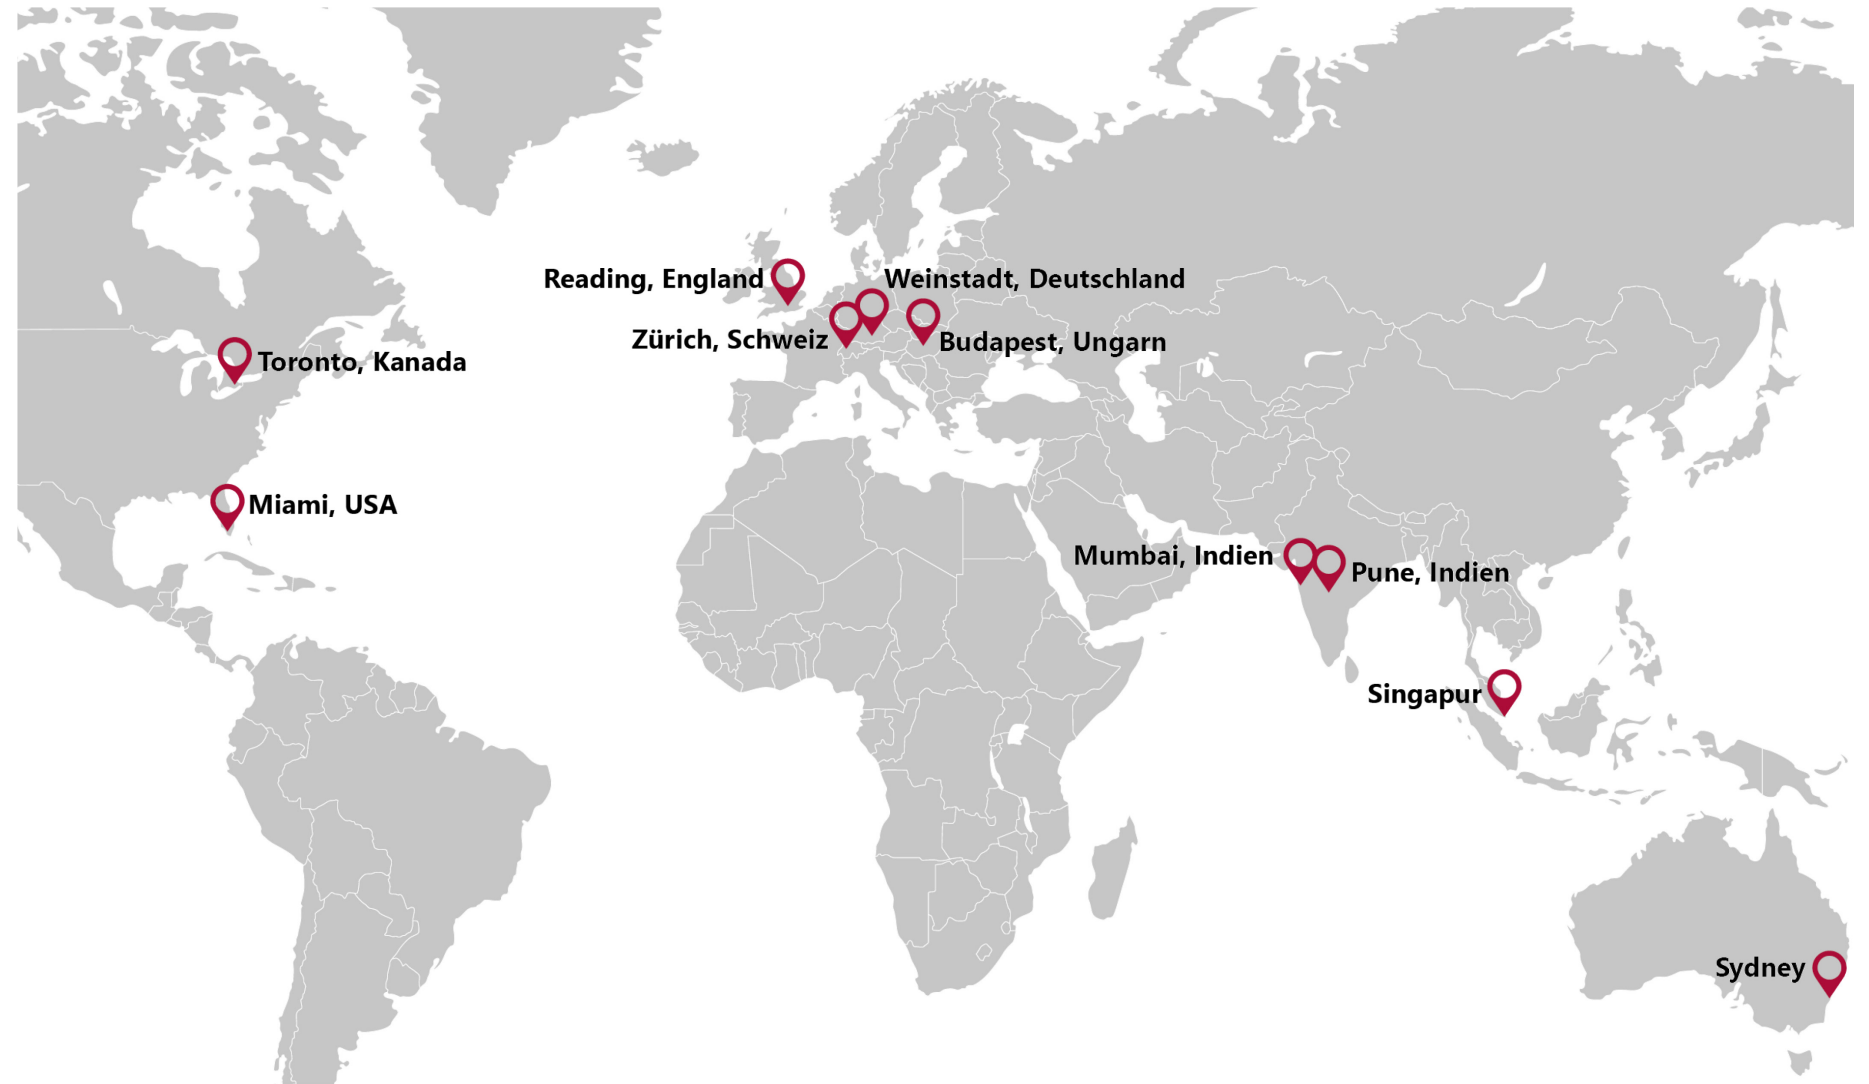 Reading, England
Weinstadt, Deutschland
Zürich, Schweiz
Budapest, Ungarn
Toronto, Kanada
Miami, USA
Mumbai, Indien
Pune, Indien
Singapur
Sydney